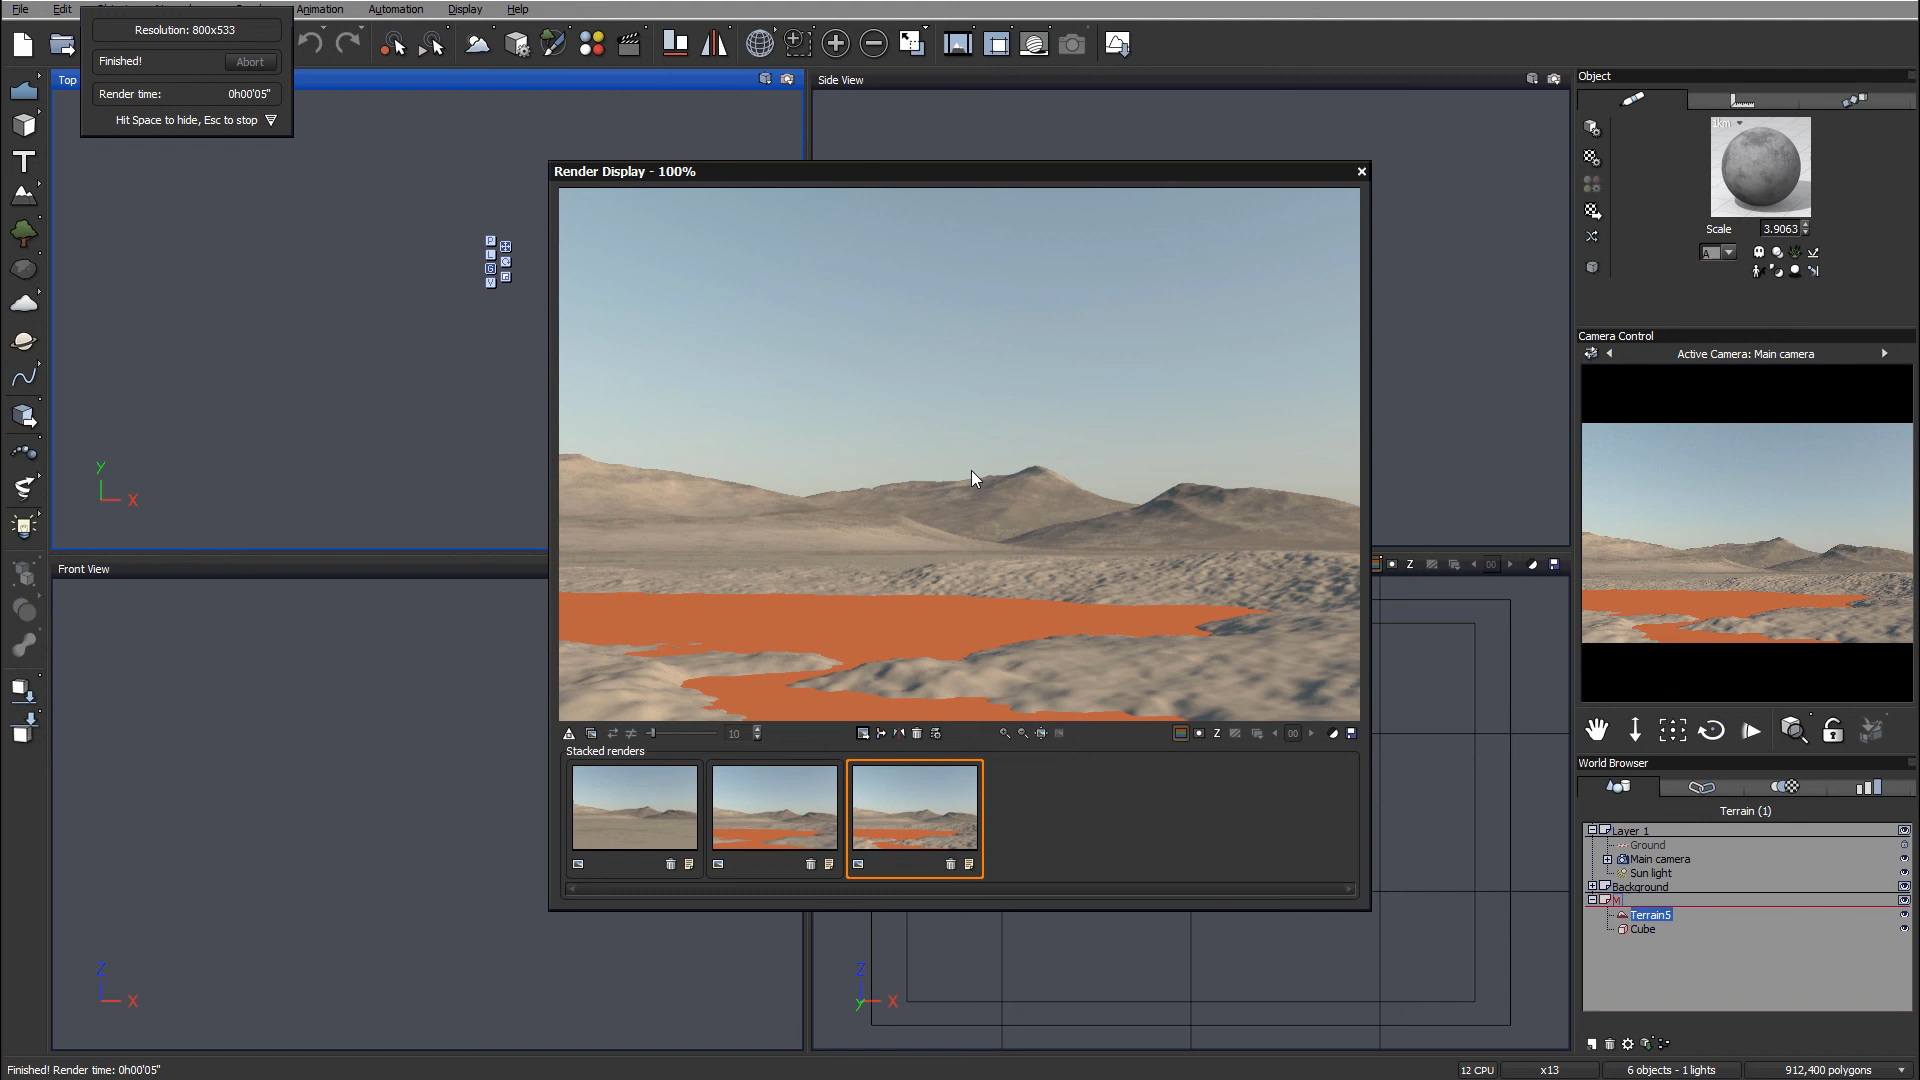 File Edit Animation Automation Display Help
Resolution: 800x533
Finished! Abort
Render time: 0h00'05"
Hit Space to hide, Esc to stop
Top
Side View
Object
1km
Scale 3.9063
A
Render Display - 100%
P
L
G
V
Y
X
Camera Control
Active Camera: Main camera
Front View
Z 00
10 Z 00
Stacked renders
World Browser
Terrain (1)
Layer 1
Ground
Main camera
Sun light
Background
M
Terrain5
Cube
Z
X
Z
Y X
Finished! Render time: 0h00'05" 12 CPU x13 6 objects - 1 lights 912,400 polygons